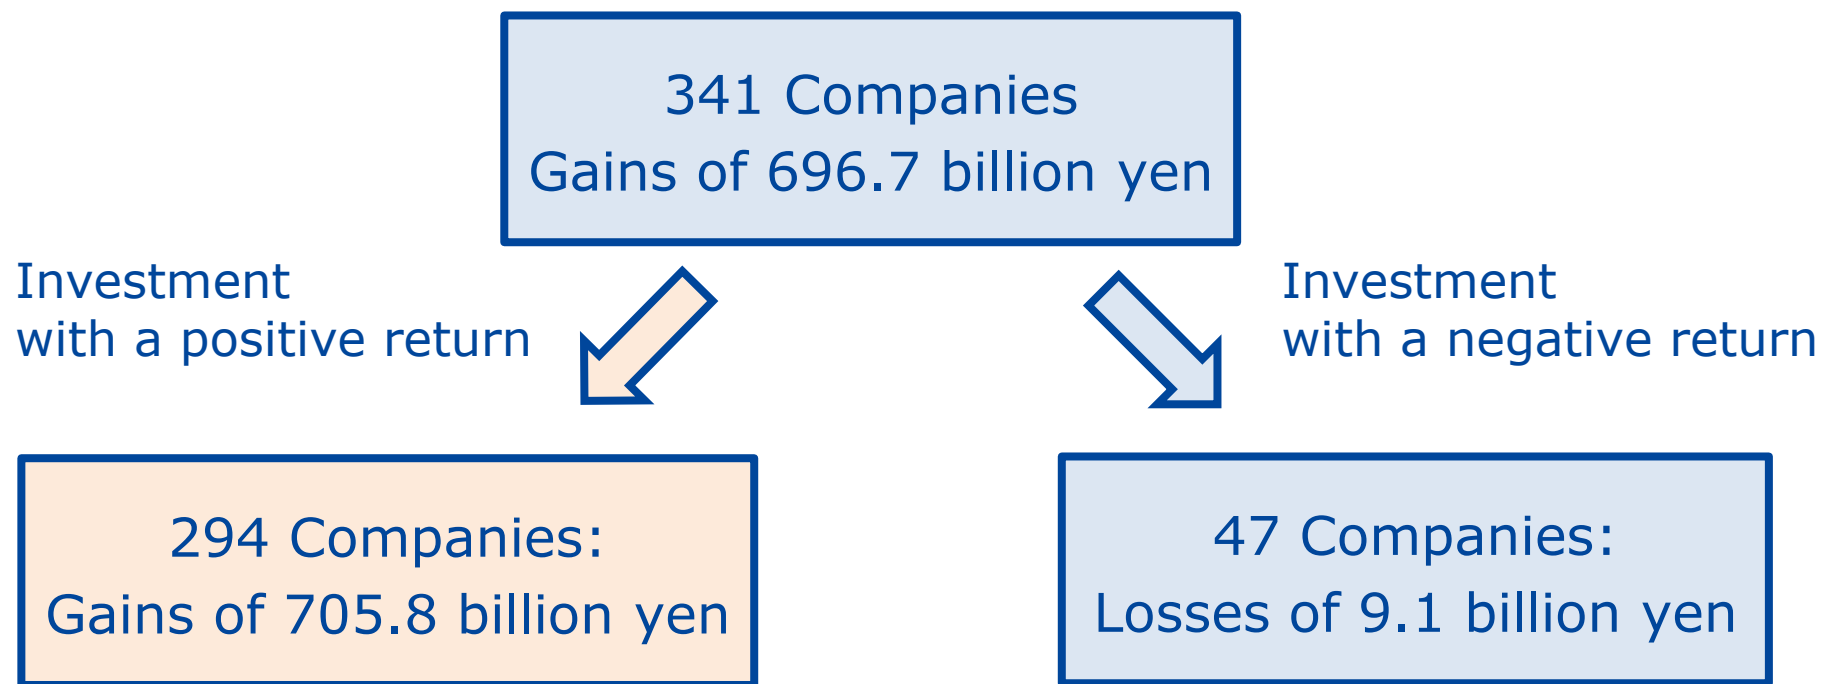 341 Companies
Gains of 696.7 billion yen
Investment
with a positive return
Investment
with a negative return
294 Companies:
Gains of 705.8 billion yen
47 Companies:
Losses of 9.1 billion yen